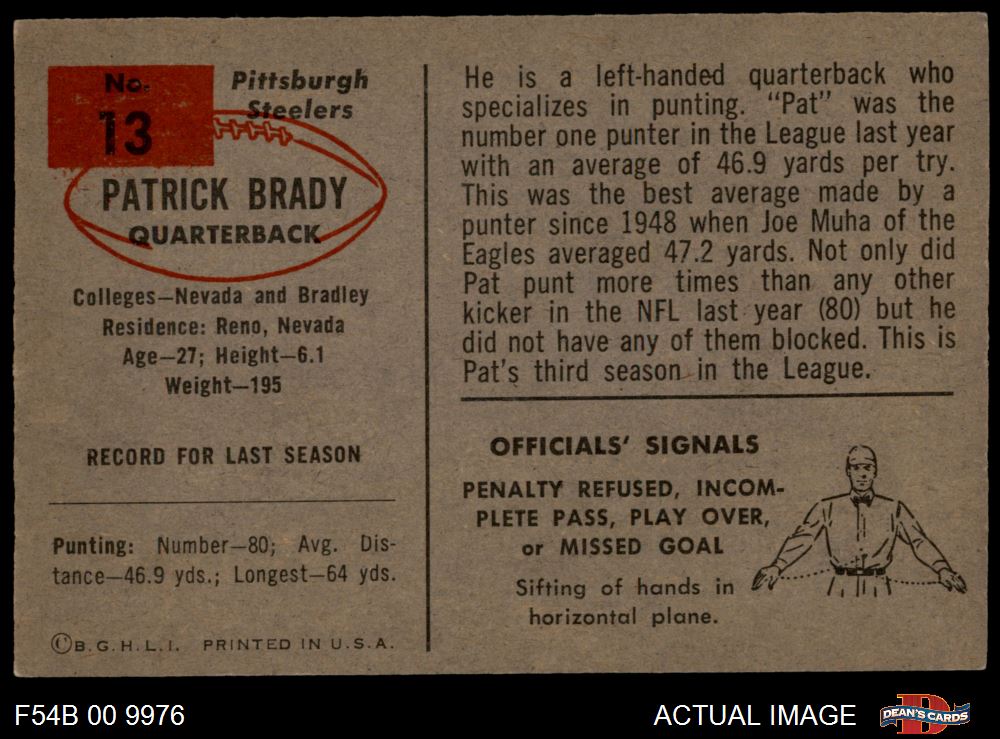 No.
13
Pittsburgh
Steelers
PATRICK BRADY
QUARTERBACK
Colleges—Nevada and Bradley
Residence: Reno, Nevada
Age—27; Height—6.1
Weight—195
RECORD FOR LAST SEASON
Punting: Number—80; Avg. Dis-
tance—46.9 yds.; Longest—64 yds.
©B.G.H.L.I. PRINTED IN U.S.A.
He is a left-handed quarterback who
specializes in punting. “Pat” was the
number one punter in the League last year
with an average of 46.9 yards per try.
This was the best average made by a
punter since 1948 when Joe Muha of the
Eagles averaged 47.2 yards. Not only did
Pat punt more times than any other
kicker in the NFL last year (80) but he
did not have any of them blocked. This is
Pat's third season in the League.
OFFICIALS' SIGNALS
PENALTY REFUSED, INCOM-
PLETE PASS, PLAY OVER,
or MISSED GOAL
Sifting of hands in
horizontal plane.
F54B 00 9976
ACTUAL IMAGE
D
DEAN'S CARDS